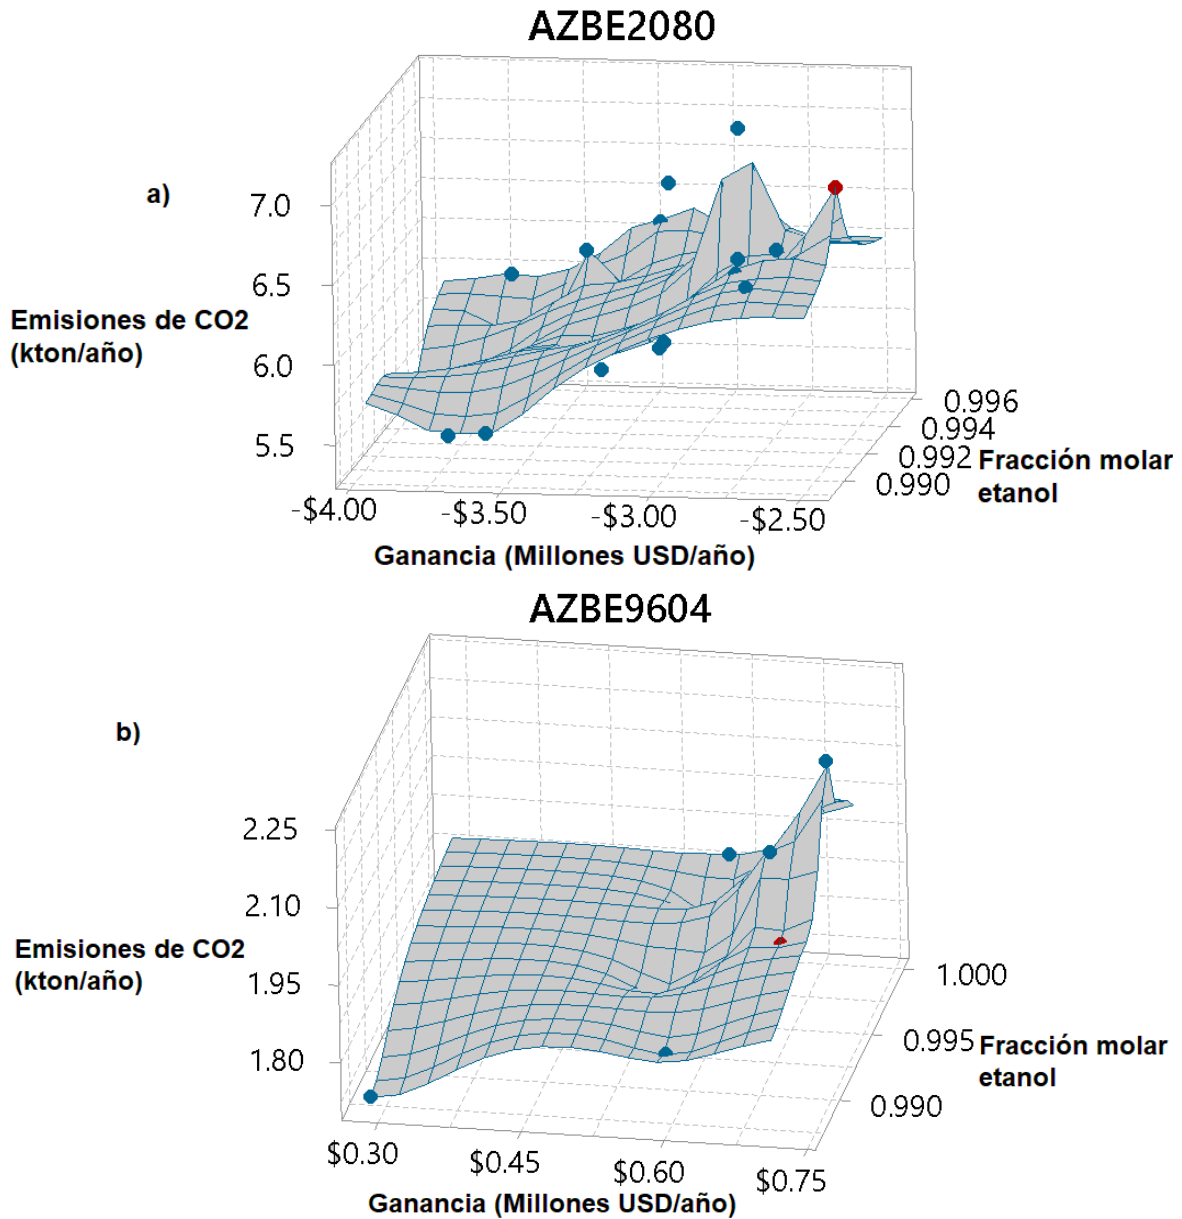 AZBE2080
a)
7.0
6.5
Emisiones de CO2
(kton/año)
6.0
5.5
0.996
0.994
0.992
0.990
Fracción molar
etanol
-$4.00
-$3.50
-$3.00
-$2.50
Ganancia (Millones USD/año)
AZBE9604
b)
2.25
2.10
Emisiones de CO2
(kton/año)
1.95
1.80
1.000
0.995
0.990
Fracción molar
etanol
$0.30
$0.45
$0.60
$0.75
Ganancia (Millones USD/año)